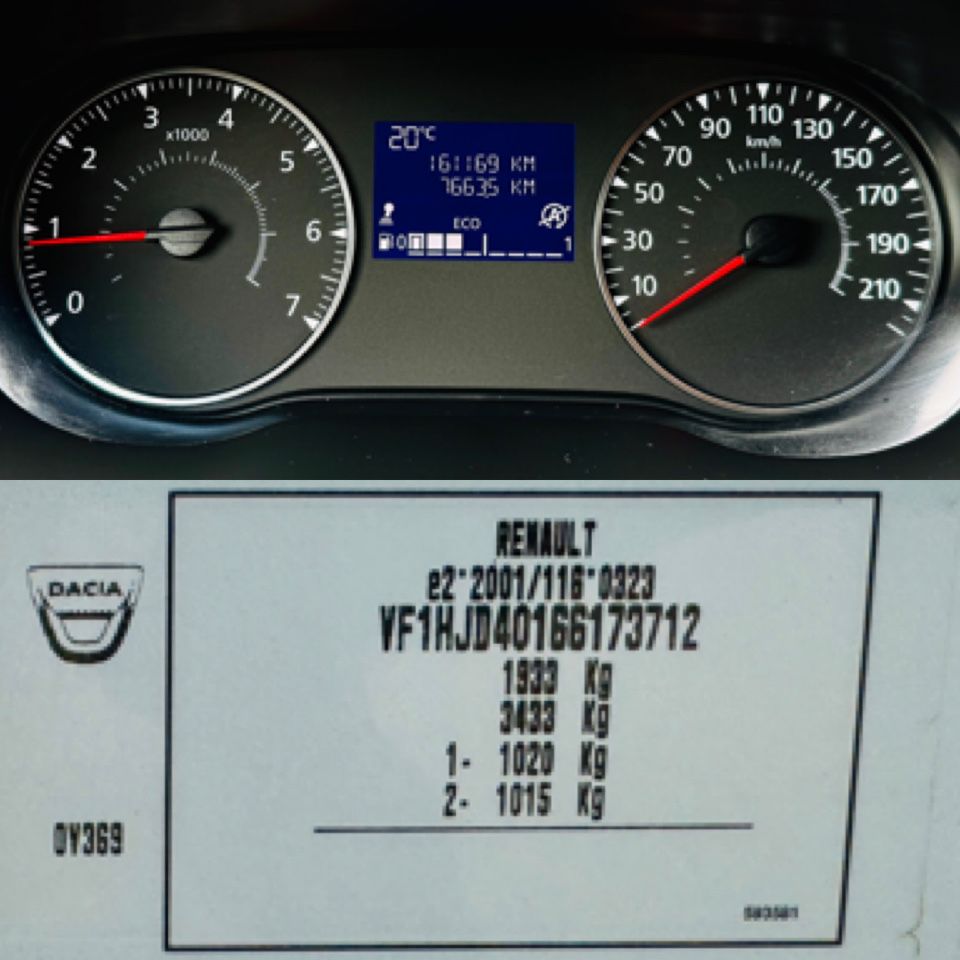 3 4
x1000
2 5
1 6
0 7
20°C
161169 KM
7663,5 KM
ECO
0 1
110
90 130
km/h
70 150
50 170
30 190
10 210
RENAULT
e2*2001/116*0323
DACIA
VF1HJD40166173712
1933 Kg
3433 Kg
1- 1020 Kg
2- 1015 Kg
0V369